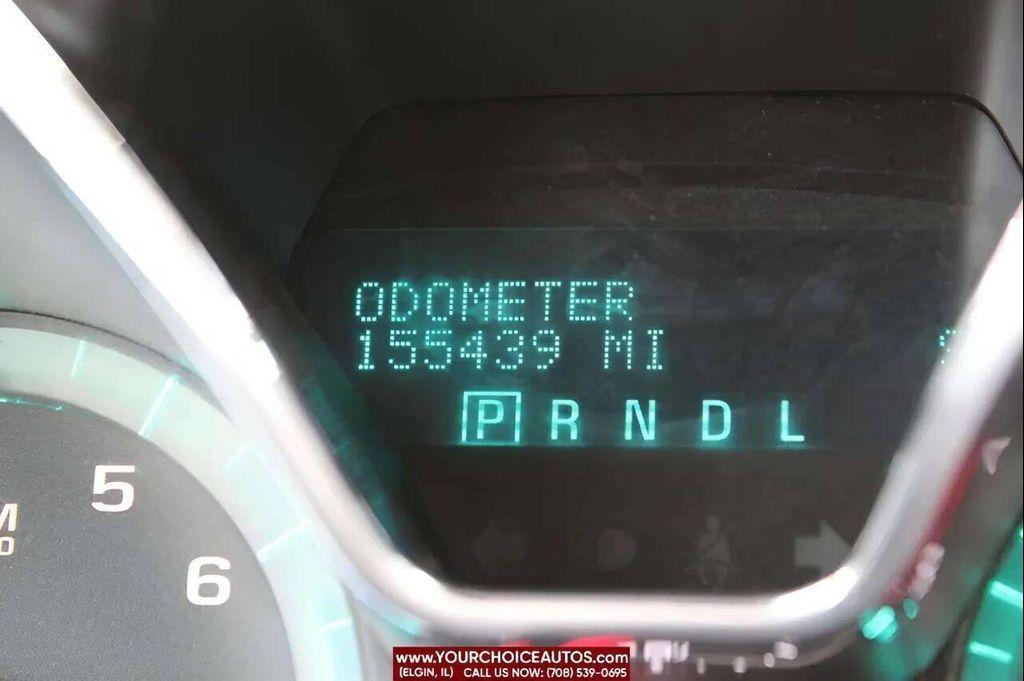 ODOMETER
155439 MI
P R N D L
5
6
www.YOURCHOICEAUTOS.com
(ELGIN, IL) CALL US NOW: (708) 539-0695